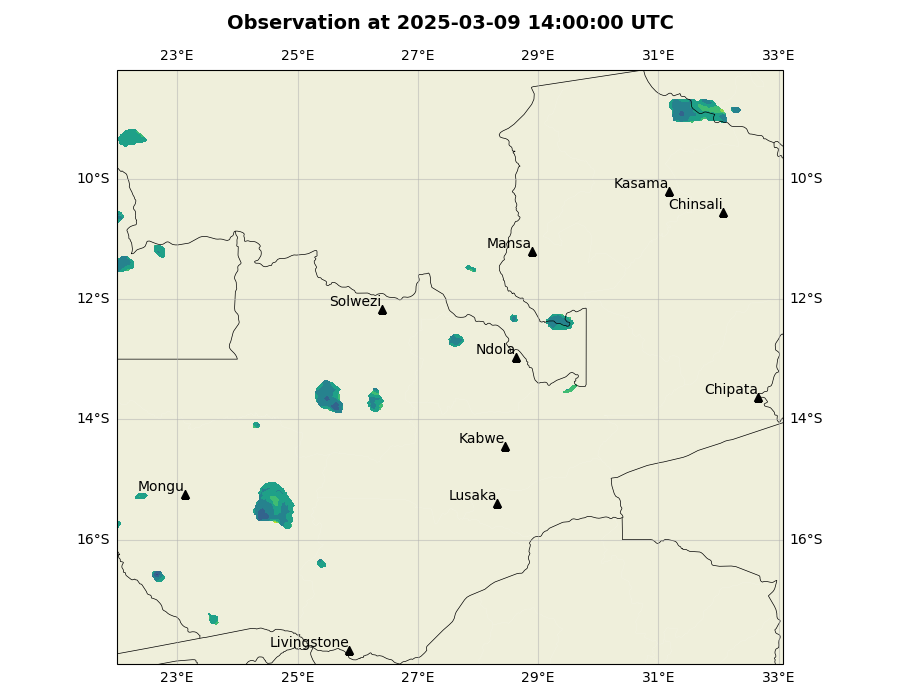 Observation at 2025-03-09 14:00:00 UTC
23°E 25°E 27°E 29°E 31°E 33°E
10°S 10°S
Kasama
Chinsali
Mansa
12°S 12°S
Solwezi
Ndola
Chipata
14°S 14°S
Kabwe
Mongu
Lusaka
16°S 16°S
Livingstone
23°E 25°E 27°E 29°E 31°E 33°E